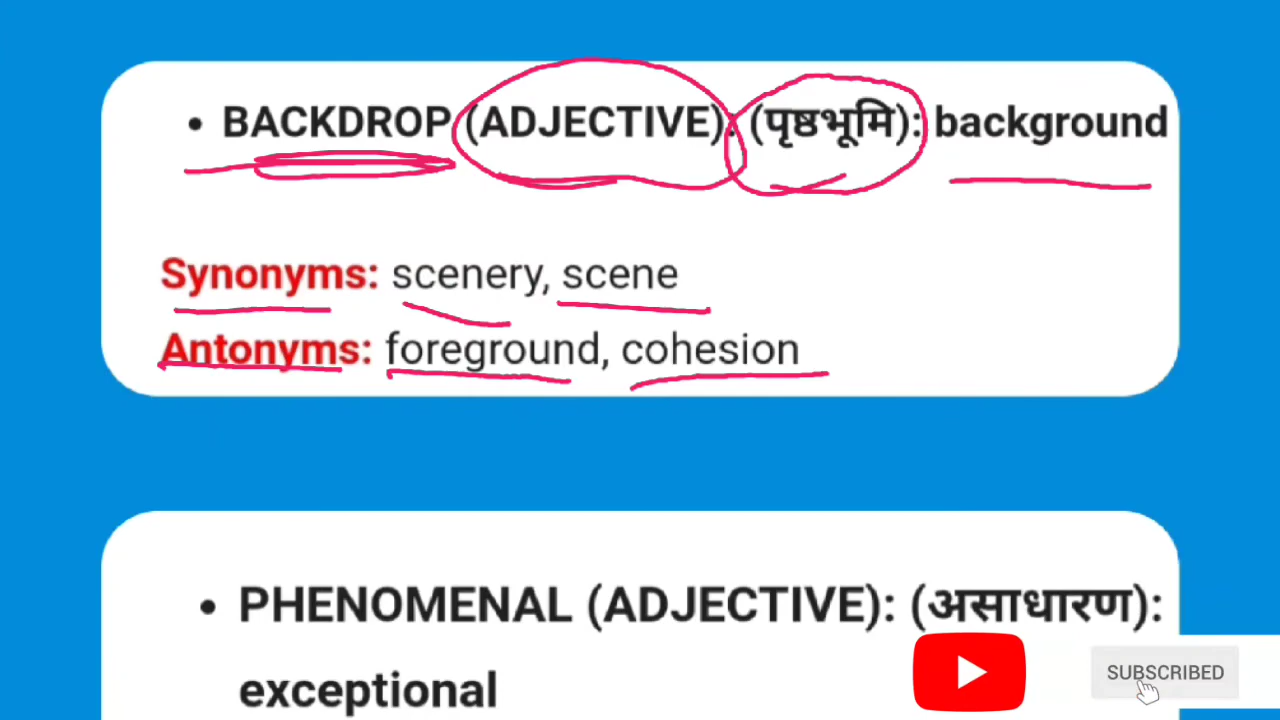 • BACKDROP (ADJECTIVE): (पृष्ठभूमि): background
Synonyms: scenery, scene
Antonyms: foreground, cohesion
• PHENOMENAL (ADJECTIVE): (असाधारण):
exceptional
SUBSCRIBED